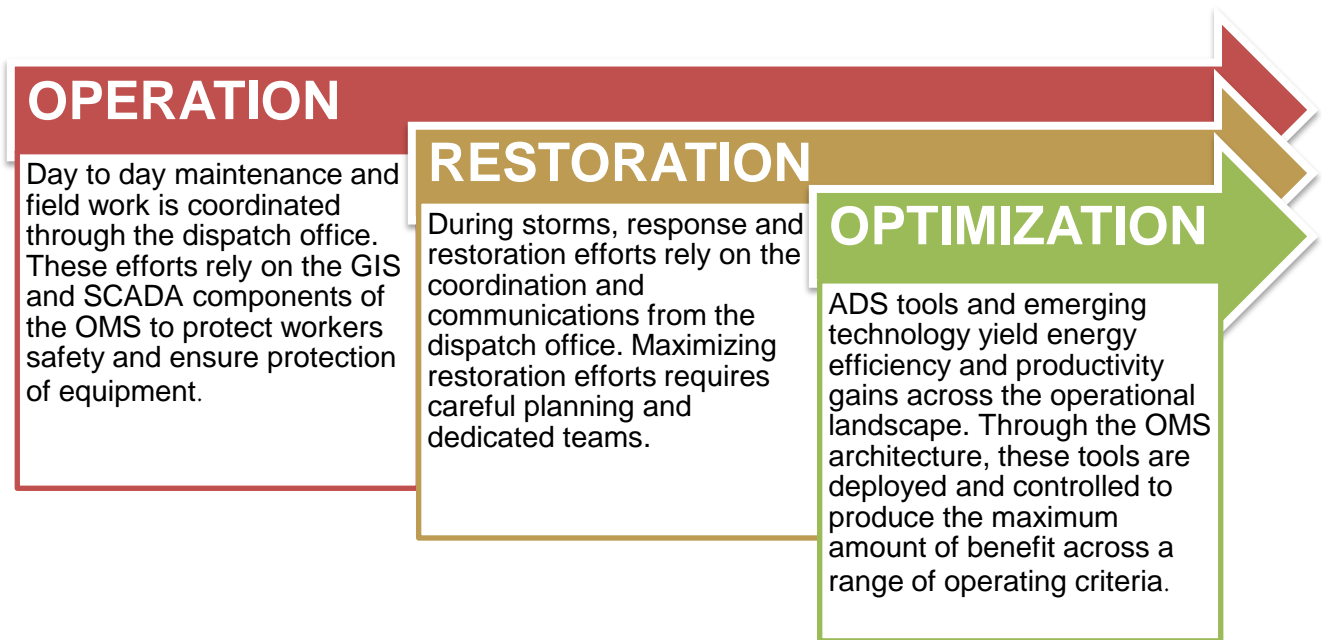 OPERATION
Day to day maintenance and
field work is coordinated
through the dispatch office.
These efforts rely on the GIS
and SCADA components of
the OMS to protect workers
safety and ensure protection
of equipment.
RESTORATION
During storms, response and
restoration efforts rely on the
coordination and
communications from the
dispatch office. Maximizing
restoration efforts requires
careful planning and
dedicated teams.
OPTIMIZATION
ADS tools and emerging
technology yield energy
efficiency and productivity
gains across the operational
landscape. Through the OMS
architecture, these tools are
deployed and controlled to
produce the maximum
amount of benefit across a
range of operating criteria.